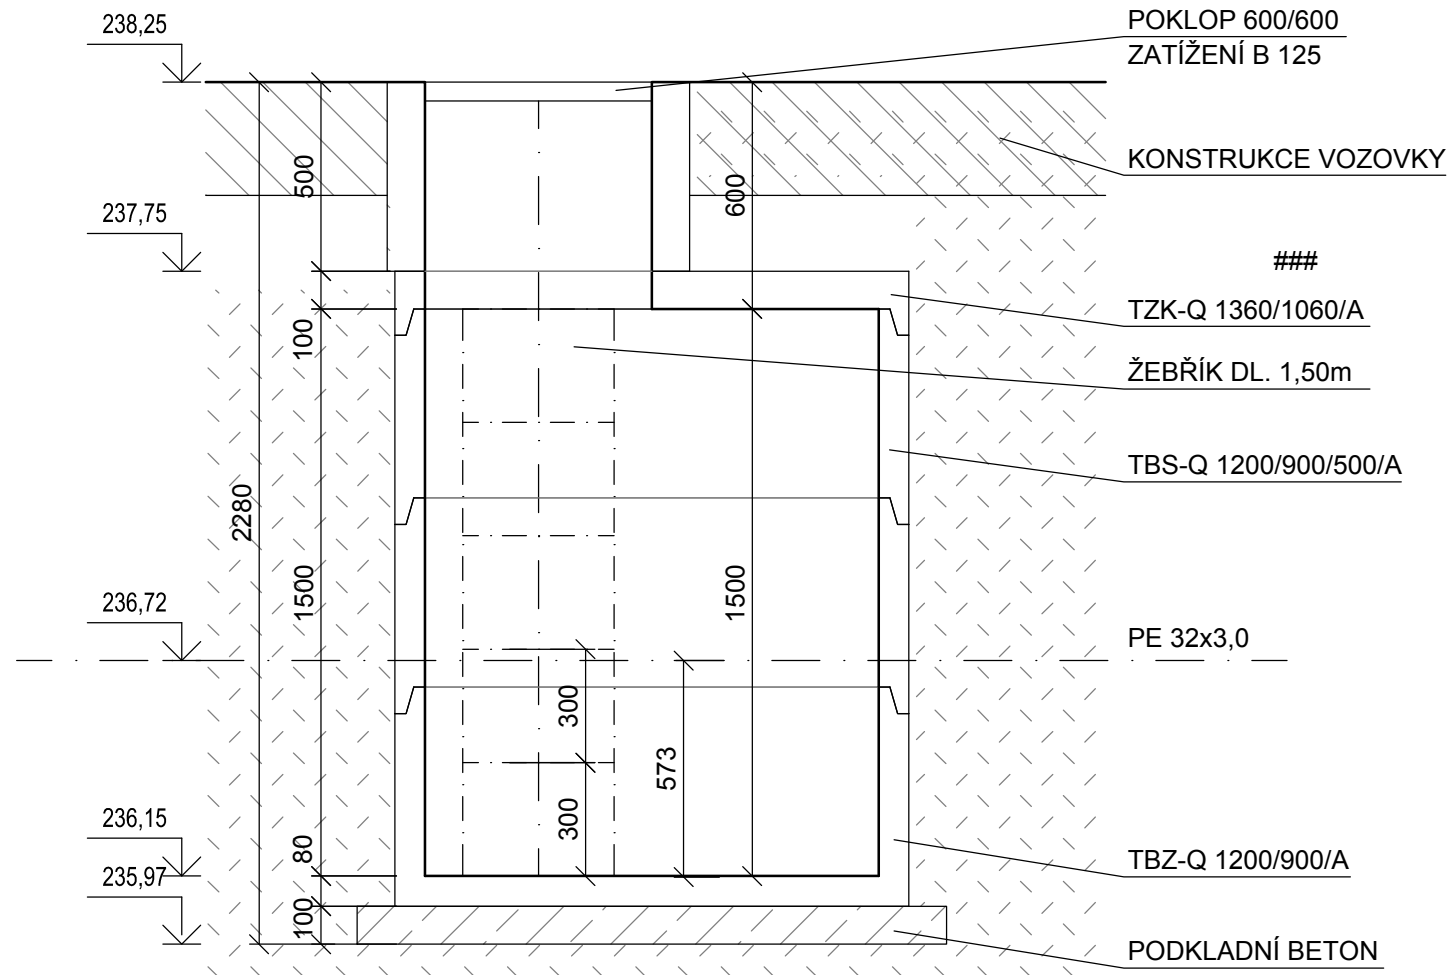 238,25
POKLOP 600/600
ZATÍŽENÍ B 125
KONSTRUKCE VOZOVKY
500
600
237,75
###
TZK-Q 1360/1060/A
100
ŽEBŘÍK DL. 1,50m
TBS-Q 1200/900/500/A
2280
1500
1500
236,72
PE 32x3,0
300
573
300
236,15
80
TBZ-Q 1200/900/A
235,97
100
PODKLADNÍ BETON